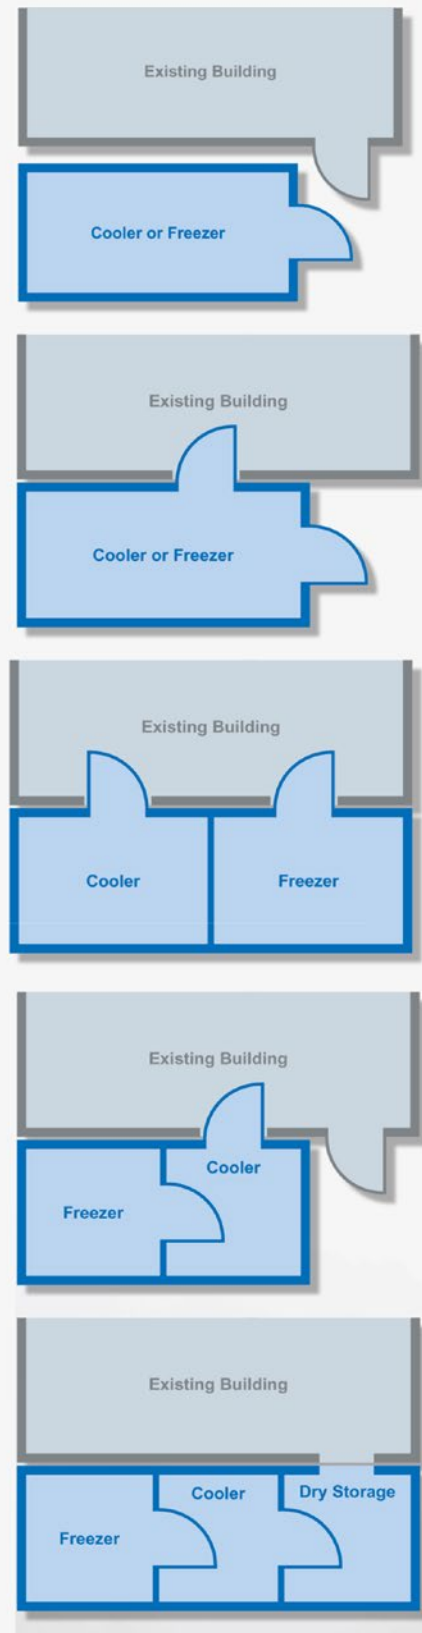 Existing Building
Cooler or Freezer
Existing Building
Cooler or Freezer
Existing Building
Cooler
Freezer
Existing Building
Cooler
Freezer
Existing Building
Cooler
Dry Storage
Freezer